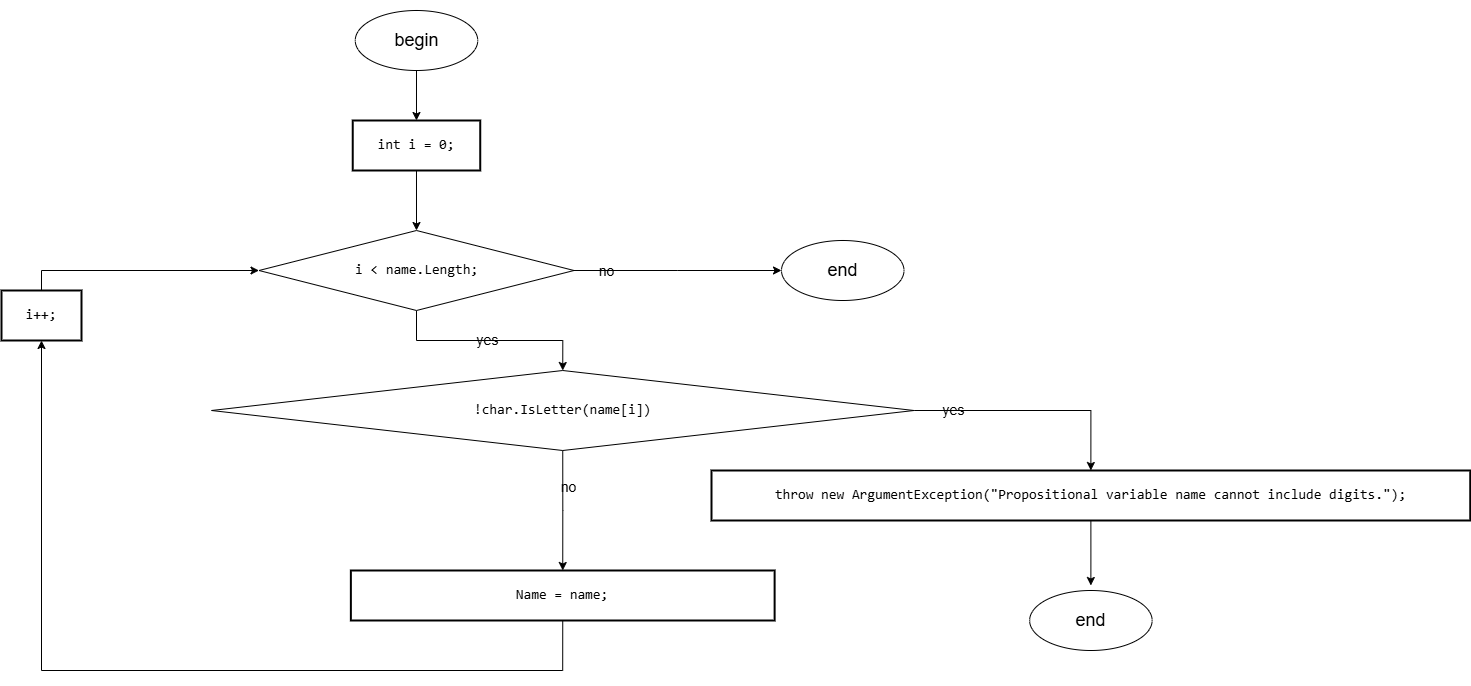 begin
int i = 0;
i < name.Length;
no
end
i++;
yes
!char.IsLetter(name[i])
yes
no
throw new ArgumentException("Propositional variable name cannot include digits.");
Name = name;
end